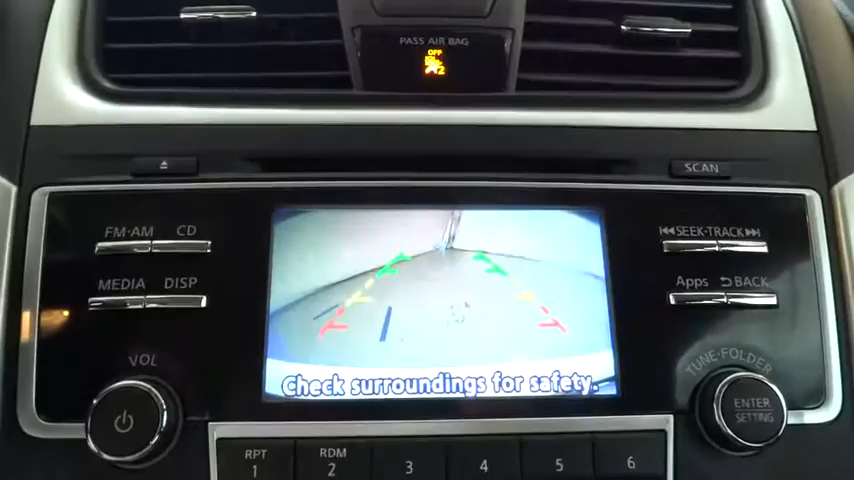 PASS AIR BAG
OFF
2
SCAN
FM·AM CD
SEEK·TRACK
MEDIA DISP
Apps BACK
VOL
TUNE·FOLDER
Check surroundings for safety.
ENTER
SETTING
RPT RDM
1 2 3 4 5 6